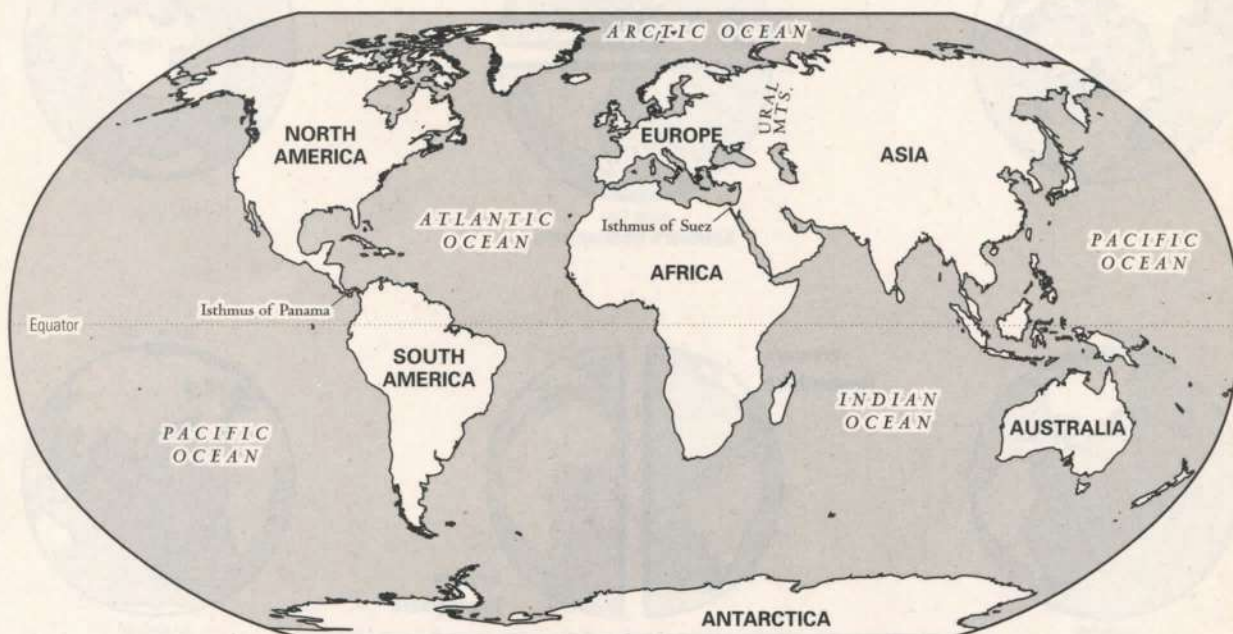 ARCTIC OCEAN
NORTH
AMERICA
EUROPE
URAL
MTS.
ASIA
ATLANTIC
OCEAN
Isthmus of Suez
PACIFIC
OCEAN
AFRICA
Isthmus of Panama
Equator
SOUTH
AMERICA
INDIAN
OCEAN
AUSTRALIA
PACIFIC
OCEAN
ANTARCTICA